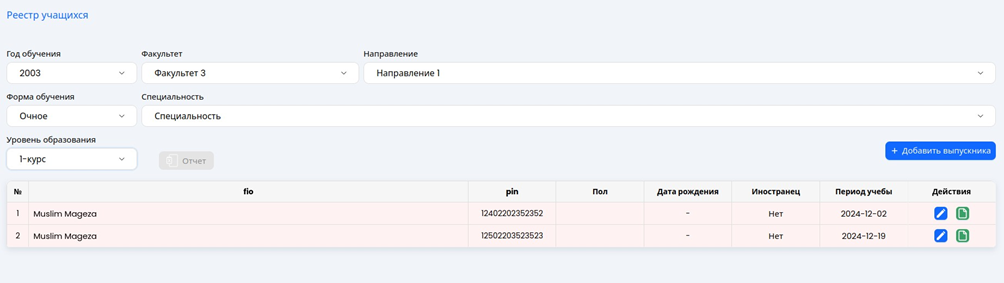 Реестр учащихся
Год обучения Факультет Направление
2003 Факультет 3 Направление 1
Форма обучения Специальность
Очное Специальность
Уровень образования
1-курс Отчет + Добавить выпускника
№ fio pin Пол Дата рождения Иностранец Период учебы Действия
1 Muslim Mageza 12402202352352 - Нет 2024-12-02
2 Muslim Mageza 12502203523523 - Нет 2024-12-19